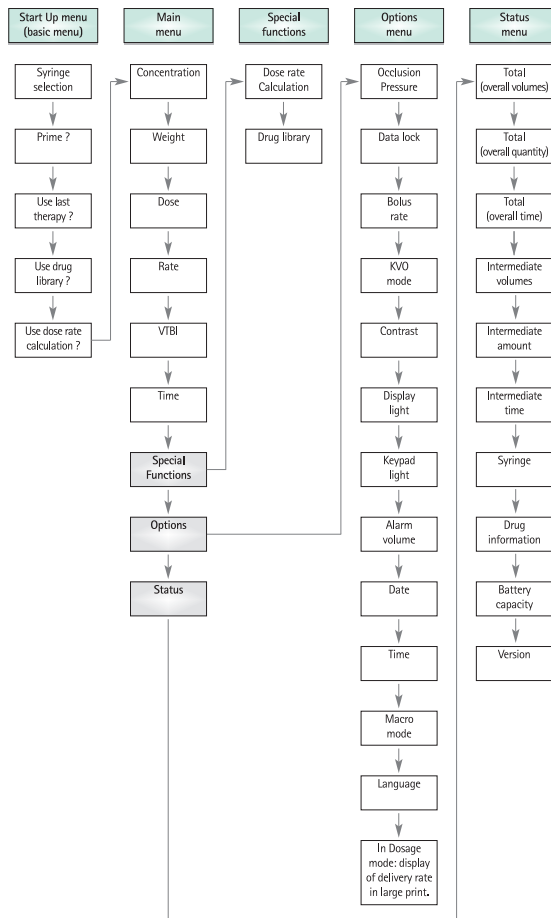 Start Up menu
(basic menu)
Syringe
selection
Prime ?
Use last
therapy ?
Use drug
library ?
Use dose rate
calculation ?
Main
menu
Concentration
Weight
Dose
Rate
VTBI
Time
Special
Functions
Options
Status
Special
functions
Dose rate
Calculation
Drug library
Options
menu
Occlusion
Pressure
Data lock
Bolus
rate
KVO
mode
Contrast
Display
light
Keypad
light
Alarm
volume
Date
Time
Macro
mode
Language
In Dosage
mode: display
of delivery rate
in large print.
Status
menu
Total
(overall volumes)
Total
(overall quantity)
Total
(overall time)
Intermediate
volumes
Intermediate
amount
Intermediate
time
Syringe
Drug
information
Battery
capacity
Version